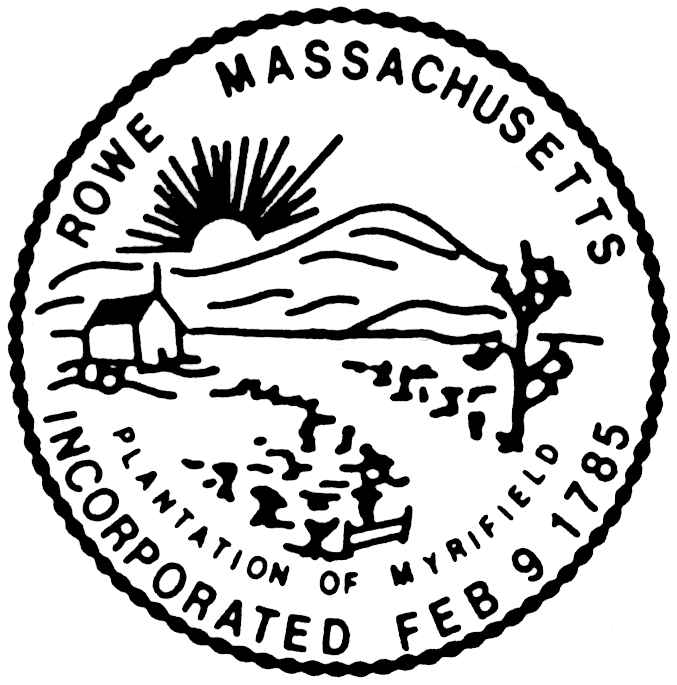 ROWE MASSACHUSETTS
PLANTATION OF MYRIFIELD
INCORPORATED FEB 9 1785